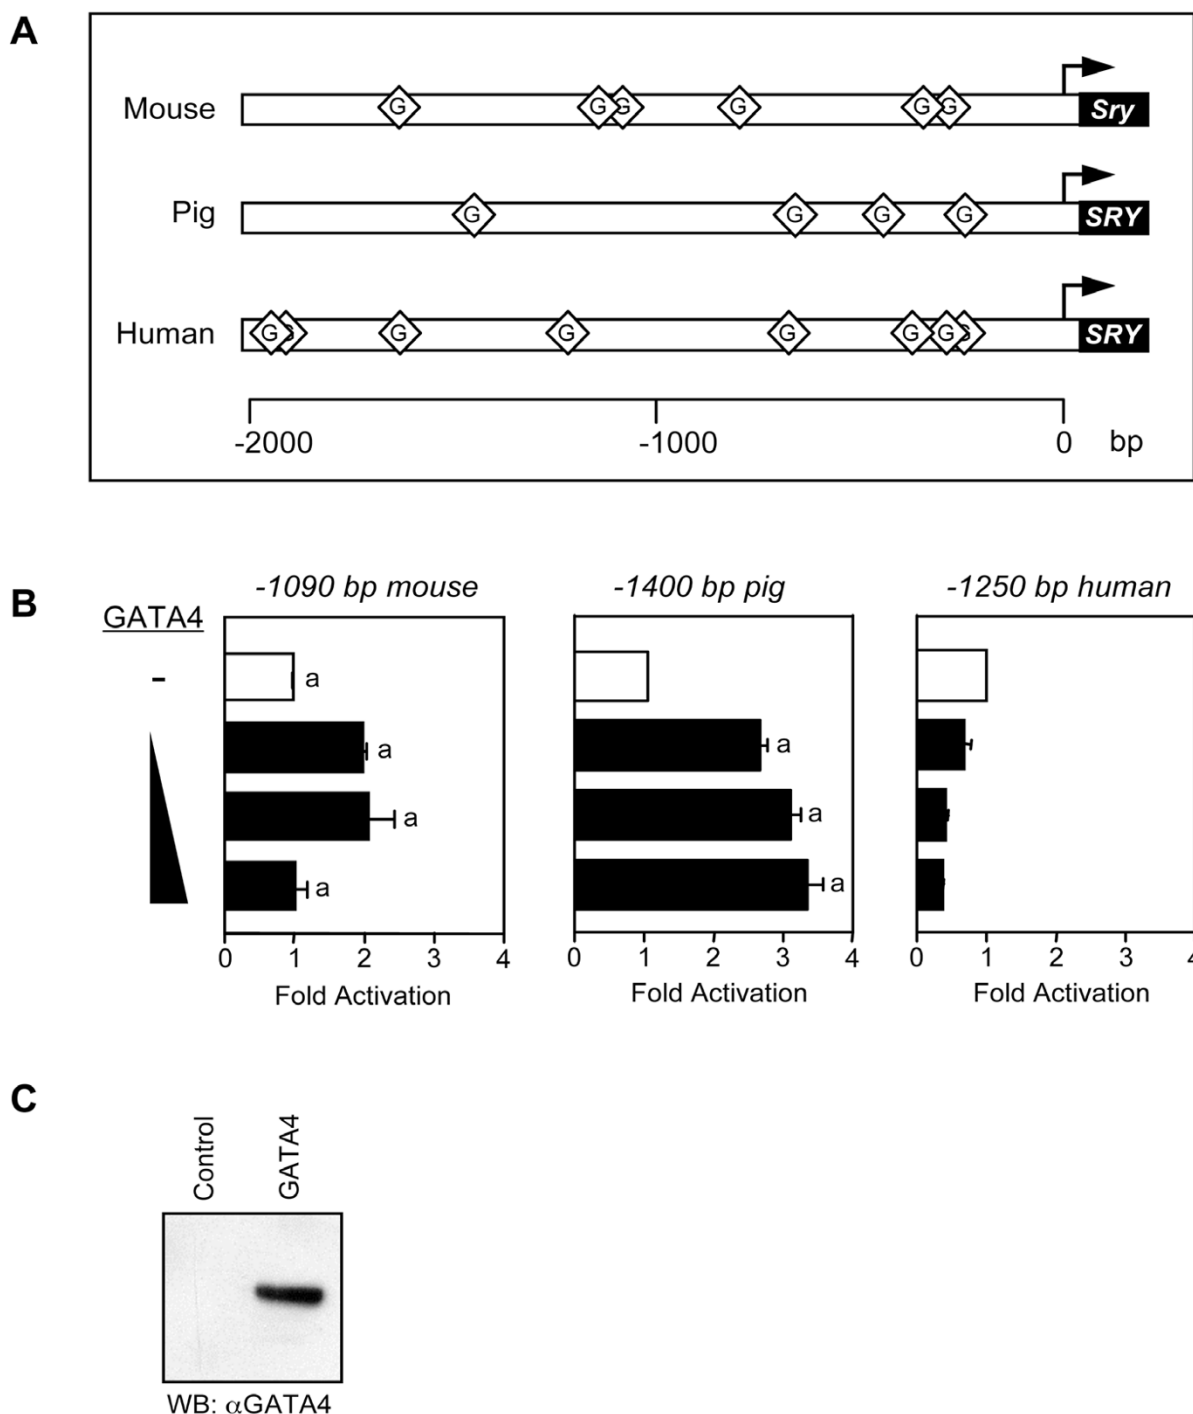 A
Mouse G G G G G G Sry
Pig G G G G SRY
Human G G G G G G G G SRY
-2000 -1000 0 bp
B
GATA4 -1090 bp mouse -1400 bp pig -1250 bp human
- a
a a
a a
a a
0 1 2 3 4 0 1 2 3 4 0 1 2 3 4
Fold Activation Fold Activation Fold Activation
C
Control GATA4
WB: αGATA4